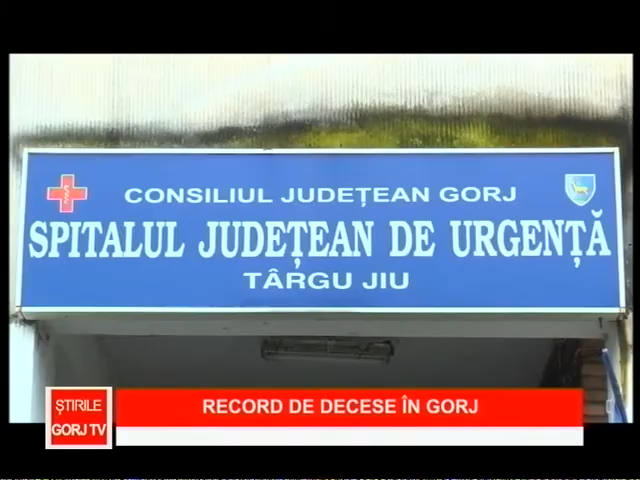 CONSILIUL JUDEȚEAN GORJ
SPITALUL JUDEȚEAN DE URGENȚĂ
TÂRGU JIU
ȘTIRILE
GORJ TV
RECORD DE DECESE ÎN GORJ